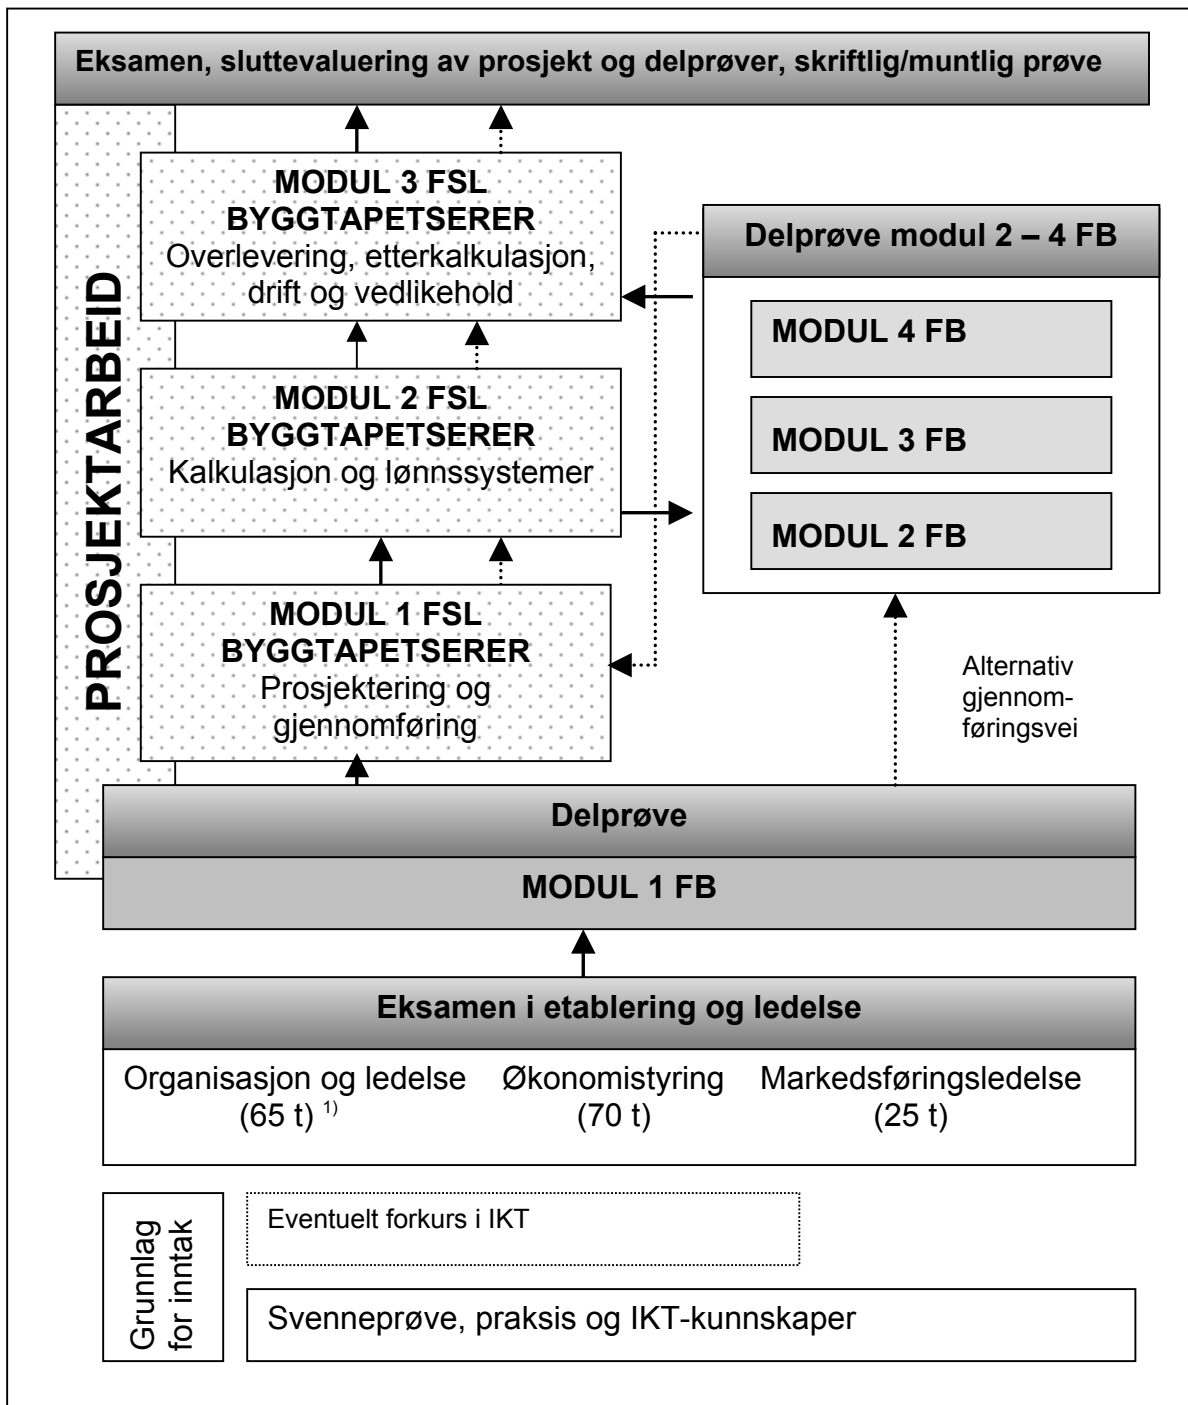 Eksamen, sluttevaluering av prosjekt og delprøver, skriftlig/muntlig prøve
PROSJEKTARBEID
MODUL 3 FSL
BYGGTAPETSERER
Overlevering, etterkalkulasjon,
drift og vedlikehold
MODUL 2 FSL
BYGGTAPETSERER
Kalkulasjon og lønnssystemer
MODUL 1 FSL
BYGGTAPETSERER
Prosjektering og
gjennomføring
Delprøve modul 2 – 4 FB
MODUL 4 FB
MODUL 3 FB
MODUL 2 FB
Alternativ
gjennom-
føringsvei
Delprøve
MODUL 1 FB
Eksamen i etablering og ledelse
Organisasjon og ledelse
(65 t) 1)
Økonomistyring
(70 t)
Markedsføringsledelse
(25 t)
Grunnlag
for inntak
Eventuelt forkurs i IKT
Svenneprøve, praksis og IKT-kunnskaper